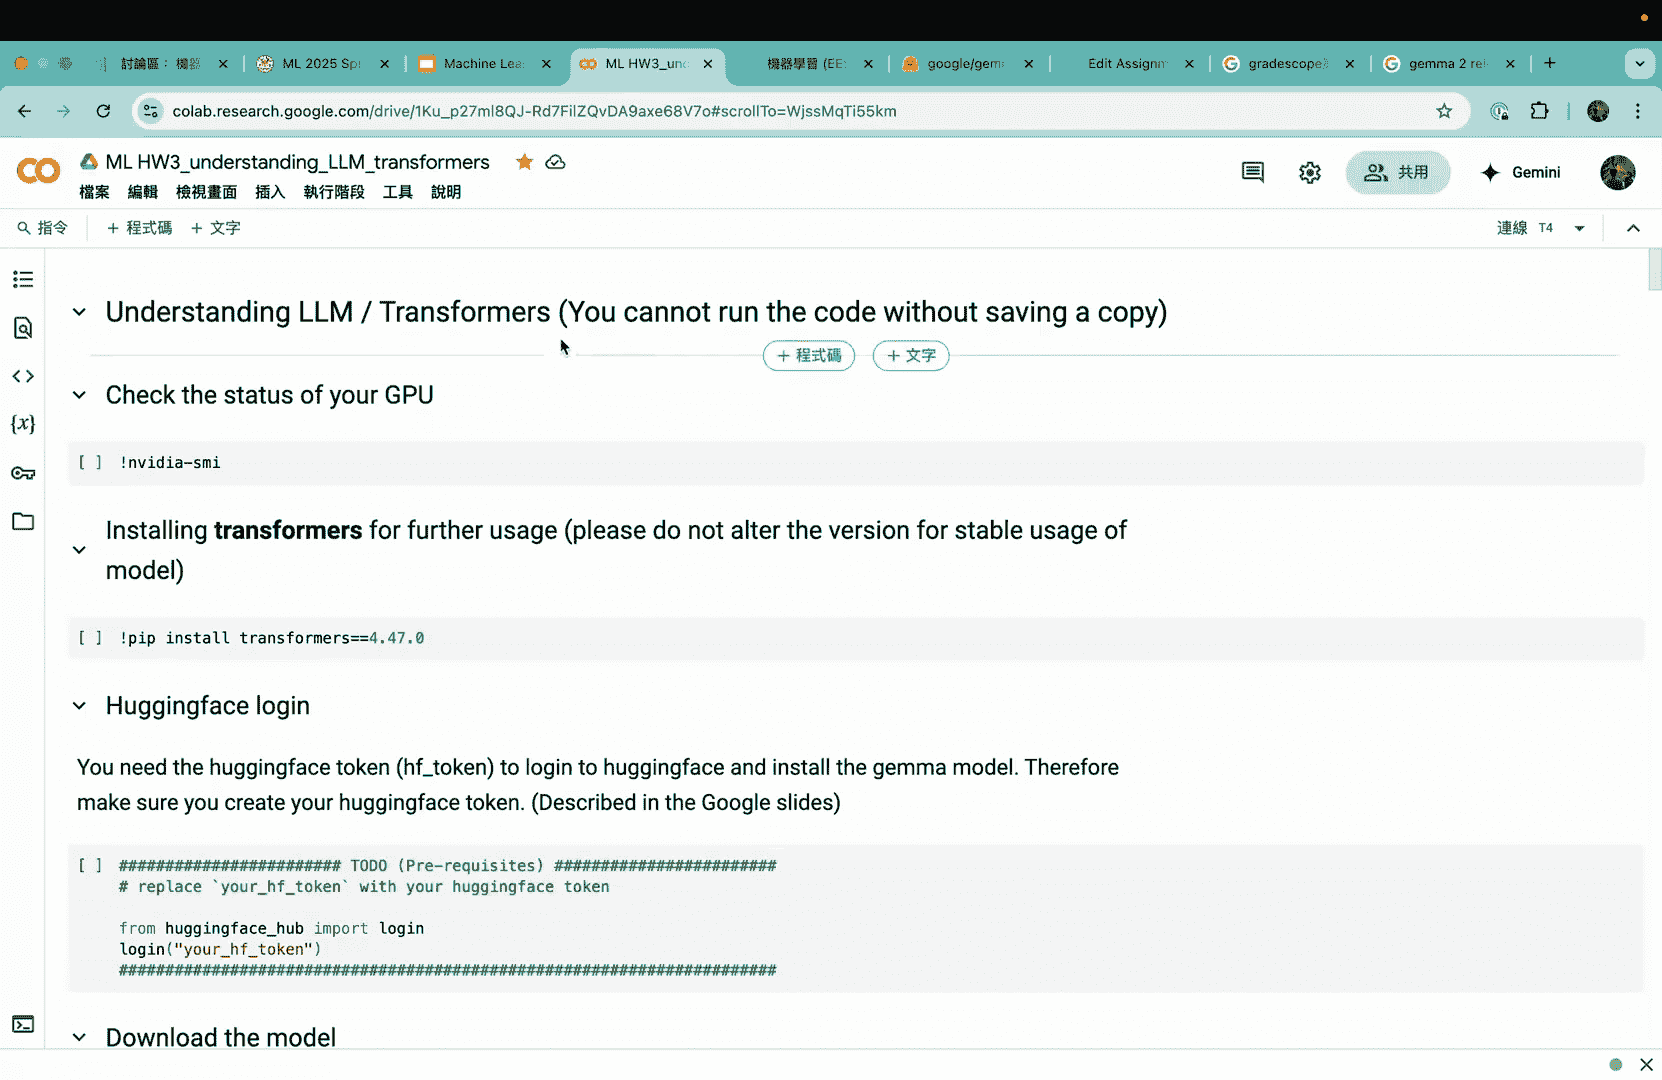 討論區：機器
ML 2025 Sp
Machine Lea
ML HW3_und
機器學習 (EE
google/gem
Edit Assignm
gradescope
gemma 2 rel
colab.research.google.com/drive/1Ku_p27ml8QJ-Rd7FilZQvDA9axe68V7o#scrollTo=WjssMqTi55km
ML HW3_understanding_LLM_transformers
檔案 編輯 檢視畫面 插入 執行階段 工具 說明
共用
Gemini
指令 + 程式碼 + 文字
連線 T4
Understanding LLM / Transformers (You cannot run the code without saving a copy)
+ 程式碼 + 文字
Check the status of your GPU
[ ] !nvidia-smi
Installing transformers for further usage (please do not alter the version for stable usage of
model)
[ ] !pip install transformers==4.47.0
Huggingface login
You need the huggingface token (hf_token) to login to huggingface and install the gemma model. Therefore
make sure you create your huggingface token. (Described in the Google slides)
[ ] ######################## TODO (Pre-requisites) ########################
# replace `your_hf_token` with your huggingface token
from huggingface_hub import login
login("your_hf_token")
#######################################################################
Download the model